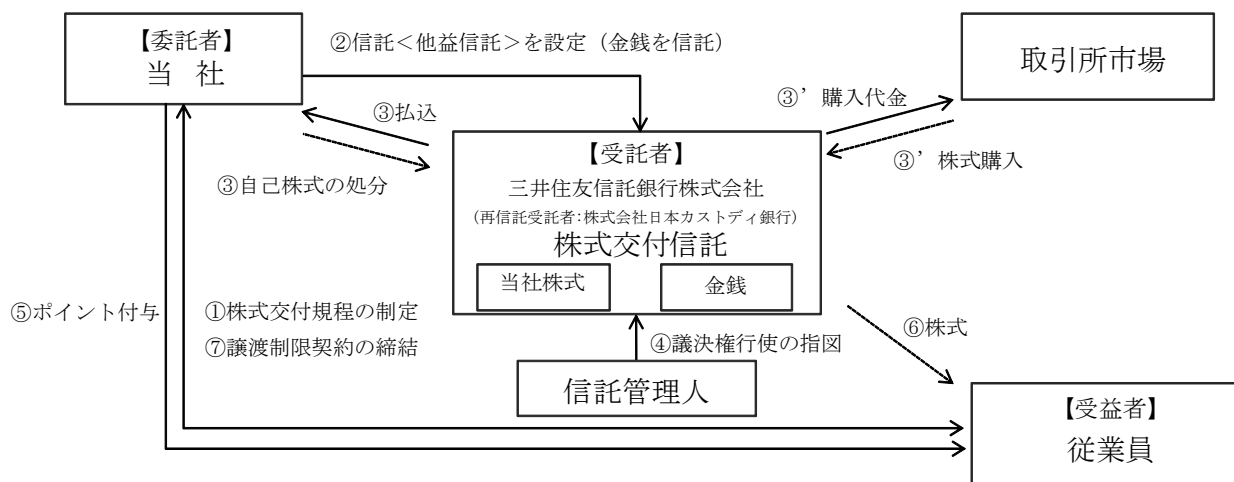 【委託者】
当 社
②信託<他益信託>を設定（金銭を信託）
取引所市場
③払込
③’購入代金
【受託者】
③’株式購入
③自己株式の処分
三井住友信託銀行株式会社
（再信託受託者：株式会社日本カストディ銀行）
株式交付信託
当社株式
金銭
⑤ポイント付与
①株式交付規程の制定
⑦譲渡制限契約の締結
④議決権行使の指図
⑥株式
信託管理人
【受益者】
従業員